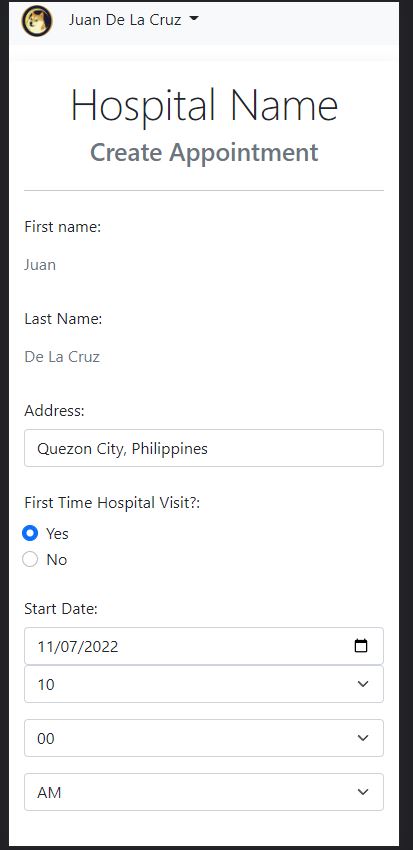 Juan De La Cruz
Hospital Name
Create Appointment
First name:
Juan
Last Name:
De La Cruz
Address:
Quezon City, Philippines
First Time Hospital Visit?:
Yes
No
Start Date:
11/07/2022
10
00
AM